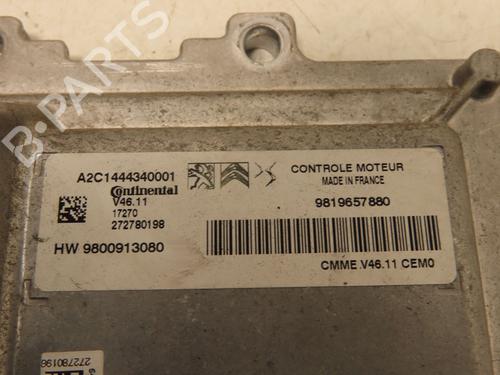 A2C1444340001
Continental
V46.11
17270
272780198
HW 9800913080
CONTROLE MOTEUR
MADE IN FRANCE
9819657880
CMME.V46.11 CEM0
272780198
B-PARTS